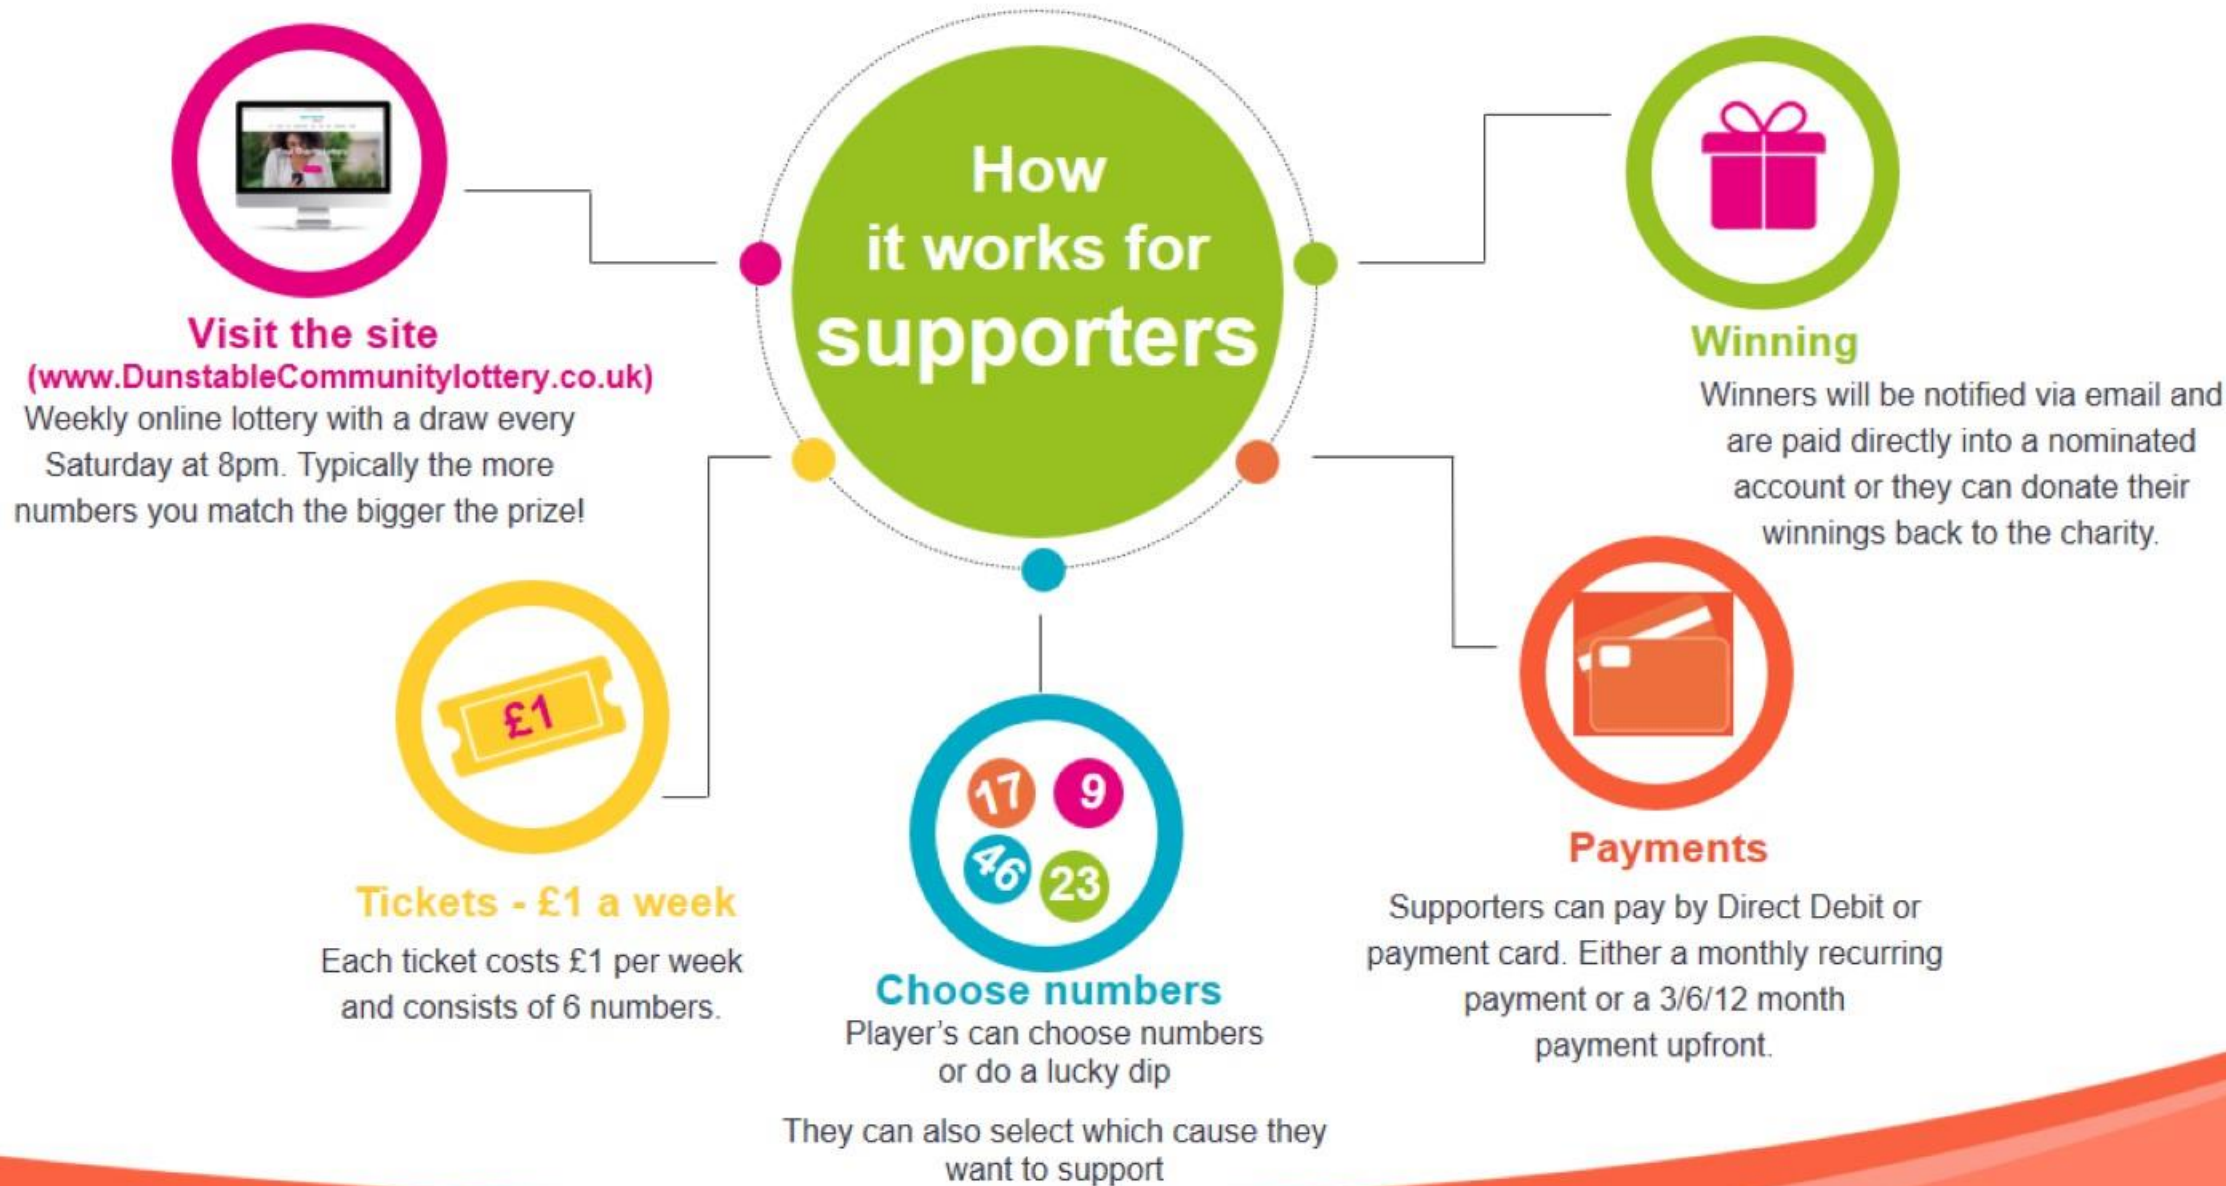 How
it works for
supporters
Visit the site
(www.DunstableCommunitylottery.co.uk)
Weekly online lottery with a draw every
Saturday at 8pm. Typically the more
numbers you match the bigger the prize!
£1
Tickets - £1 a week
Each ticket costs £1 per week
and consists of 6 numbers.
17 9
46 23
Choose numbers
Player's can choose numbers
or do a lucky dip
They can also select which cause they
want to support
Payments
Supporters can pay by Direct Debit or
payment card. Either a monthly recurring
payment or a 3/6/12 month
payment upfront.
Winning
Winners will be notified via email and
are paid directly into a nominated
account or they can donate their
winnings back to the charity.